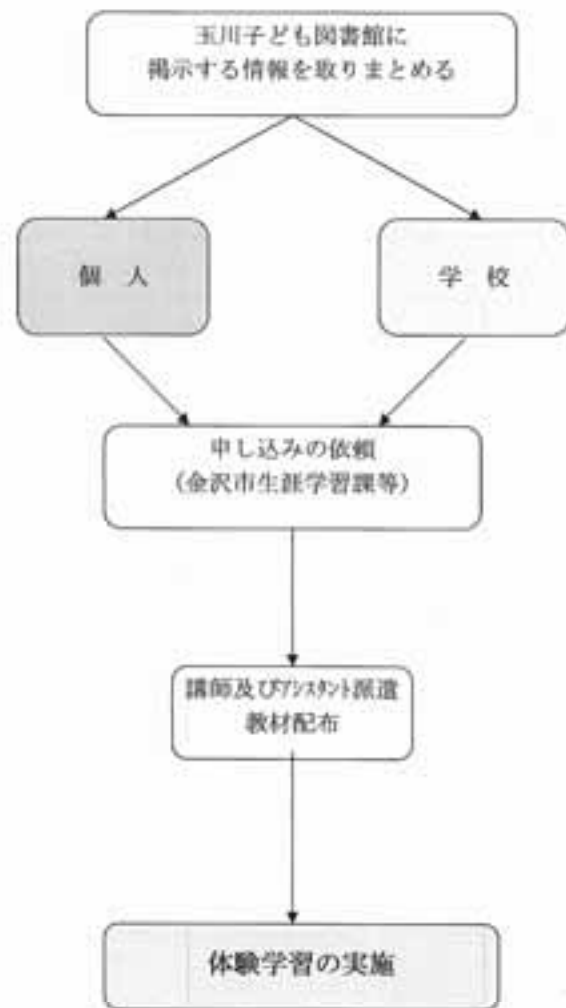 玉川子ども図書館に
掲示する情報を取りまとめる
個　人
学　校
申し込みの依頼
（金沢市生涯学習課等）
講師及びｱｼｽﾀﾝﾄ派遣
教材配布
体験学習の実施